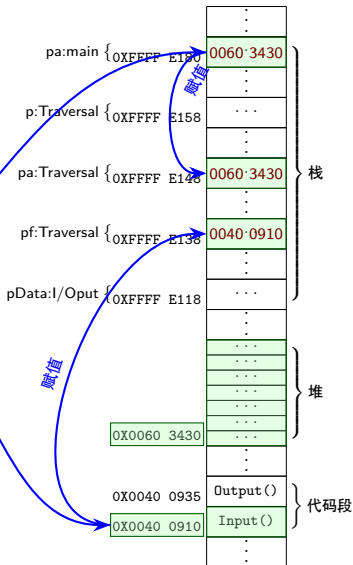 pa:main {0XFFFF E180 0060 3430
赋值
p:Traversal {0XFFFF E158 ...
pa:Traversal {0XFFFF E148 0060 3430
栈
pf:Traversal {0XFFFF E138 0040 0910
pData:I/Oput {0XFFFF E118 ...
赋值
堆
0X0060 3430
0X0040 0935 Output()
代码段
0X0040 0910 Input()